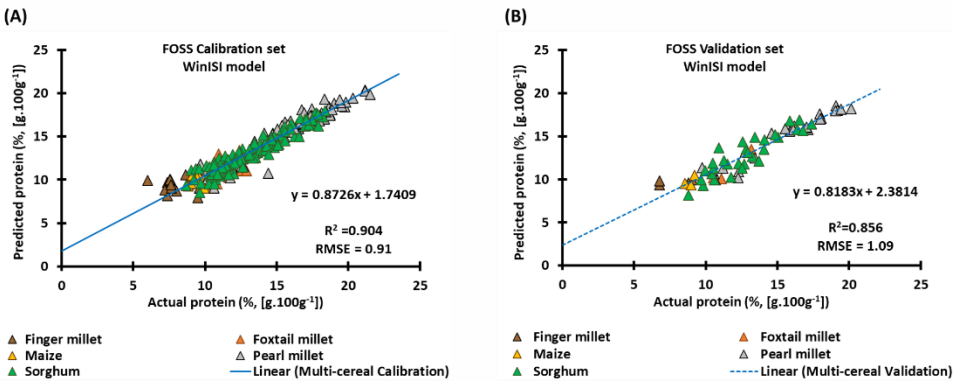 (A)
FOSS Calibration set
WinISI model
Predicted protein (%, [g.100g⁻¹])
25
20
15
10
5
0
y = 0.8726x + 1.7409
R² =0.904
RMSE = 0.91
0 5 10 15 20 25
Actual protein (%, [g.100g⁻¹])
Finger millet
Foxtail millet
Maize
Pearl millet
Sorghum
Linear (Multi-cereal Calibration)
(B)
FOSS Validation set
WinISI model
Predicted protein (%, [g.100g⁻¹])
25
20
15
10
5
0
y = 0.8183x + 2.3814
R²=0.856
RMSE = 1.09
0 5 10 15 20 25
Actual protein (%, [g.100g⁻¹])
Finger millet
Foxtail millet
Maize
Pearl millet
Sorghum
Linear (Multi-cereal Validation)